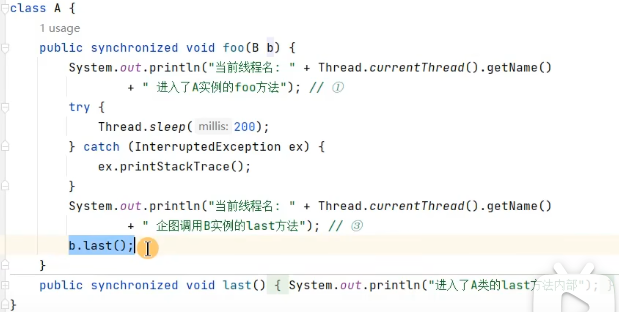 class A {
1 usage
public synchronized void foo(B b) {
System.out.println("当前线程名: " + Thread.currentThread().getName()
+ " 进入了A实例的foo方法"); // ①
try {
Thread.sleep( millis: 200);
} catch (InterruptedException ex) {
ex.printStackTrace();
}
System.out.println("当前线程名: " + Thread.currentThread().getName()
+ " 企图调用B实例的last方法"); // ③
b.last();
}
public synchronized void last() { System.out.println("进入了A类的last方法内部"); }
}